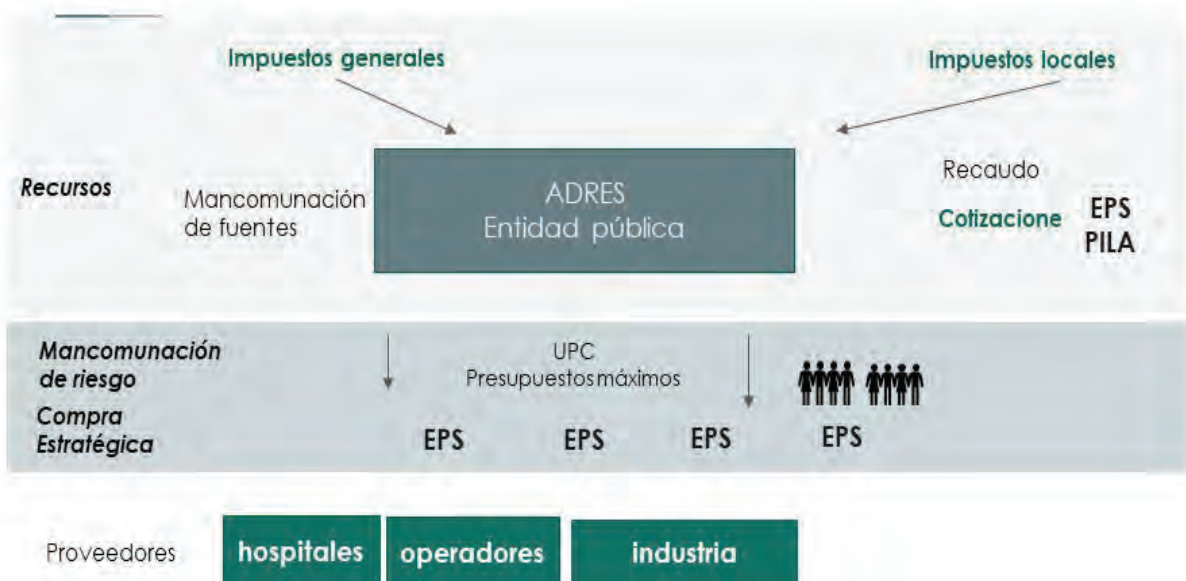 Impuestos generales
Impuestos locales
Recursos
Mancomunación
de fuentes
ADRES
Entidad pública
Recaudo
Cotizacione
EPS
PILA
Mancomunación
de riesgo
UPC
Presupuestos máximos
Compra
Estratégica
EPS
EPS
EPS
EPS
Proveedores
hospitales
operadores
industria